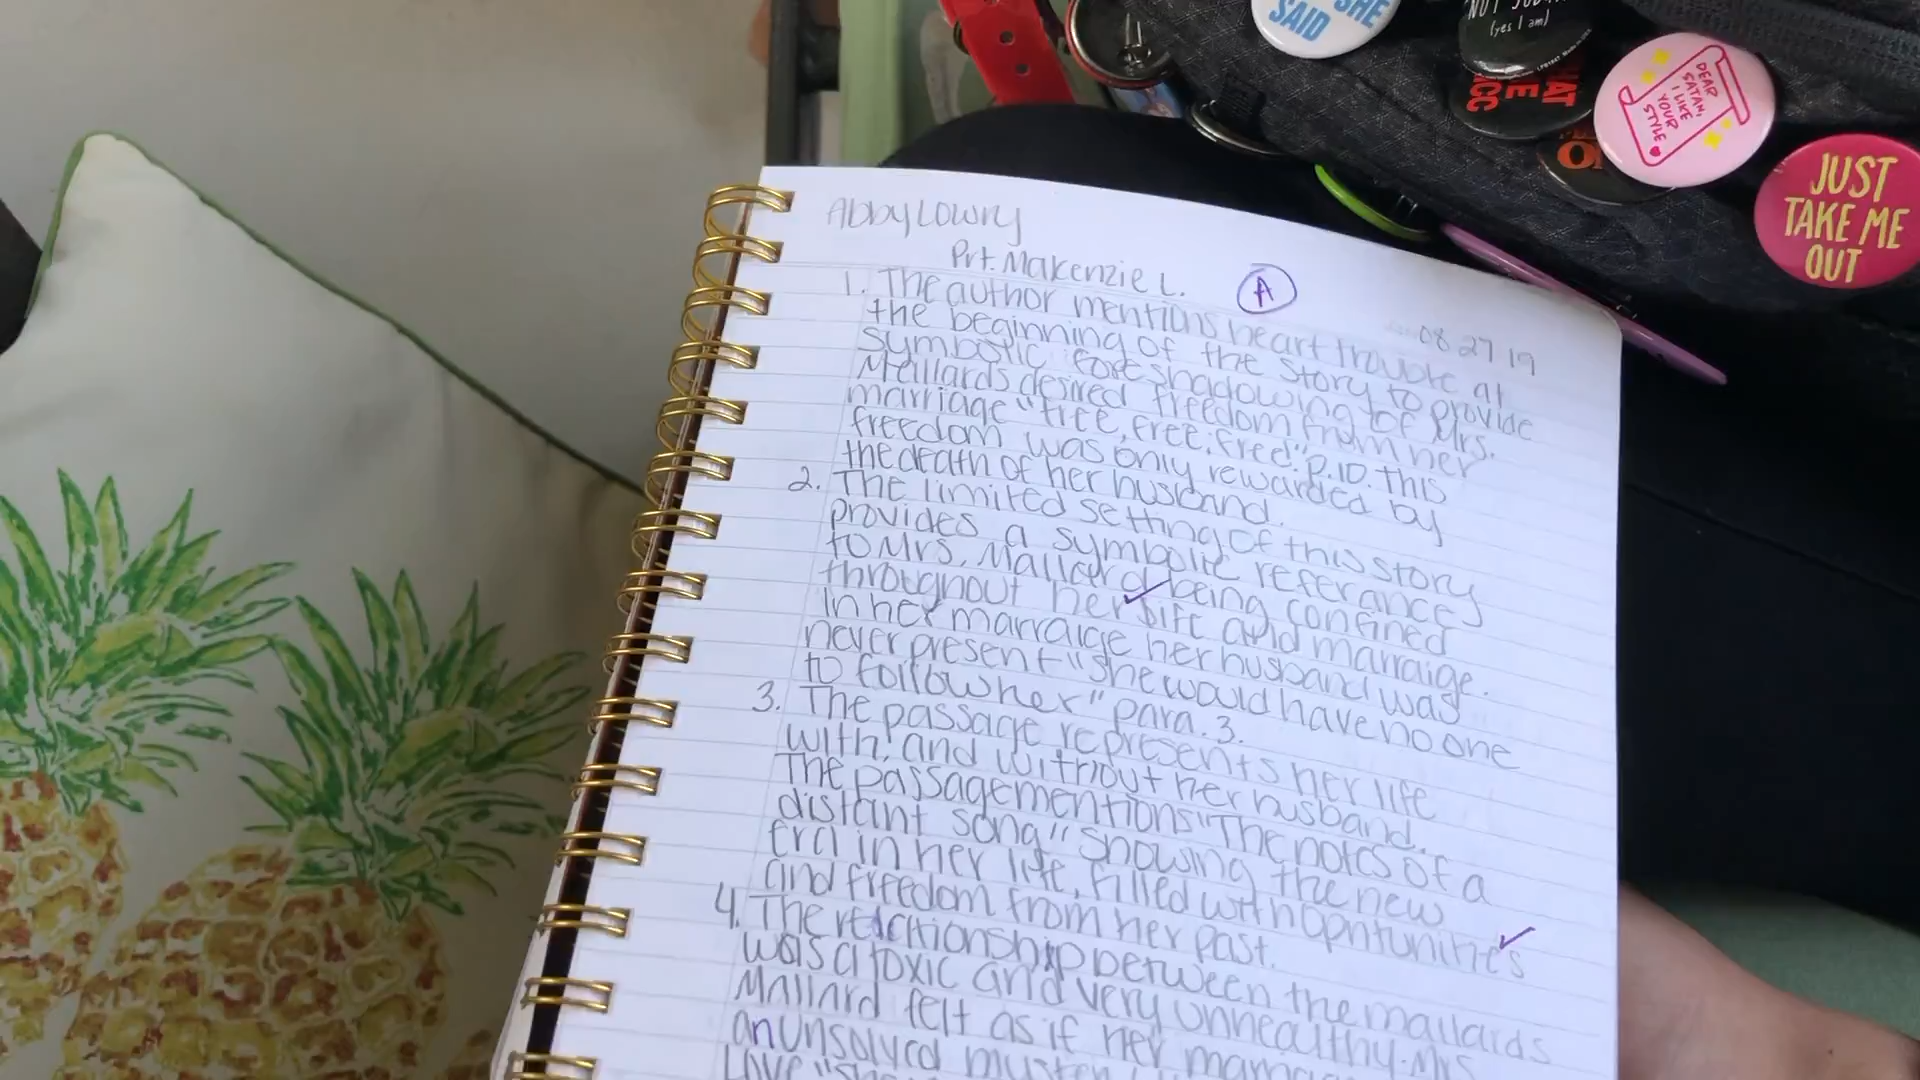 SHE
SAID
(yes I am)
DEAR
SATAN,
I LIKE
YOUR
STYLE
JUST
TAKE ME
OUT
Abby Lowry
Prt. Makenzie L.
A
08 27 19
1. The author mentions heart trouble at
the beginning of the story to provide
symbolic foreshadowing of Mrs.
Mallards desired freedom from her
marriage "free, free, free!" p.10. This
freedom was only rewarded by
the death of her husband.
2. The limited setting of this story
provides a symbolic referance
to Mrs. Mallard being confined
throughout her life and marraige.
In her marraige her husband was
never present "she would have no one
to follow her" para. 3.
3. The passage represents her life
with, and without her husband.
The passage mentions "The notes of a
distant song" showing the new
era in her life, filled with
and freedom from her past.
4. The relationship between the mallards
was a toxic and very unnealthy. Mrs
Mallard felt as if her
an unsolved
Love "she